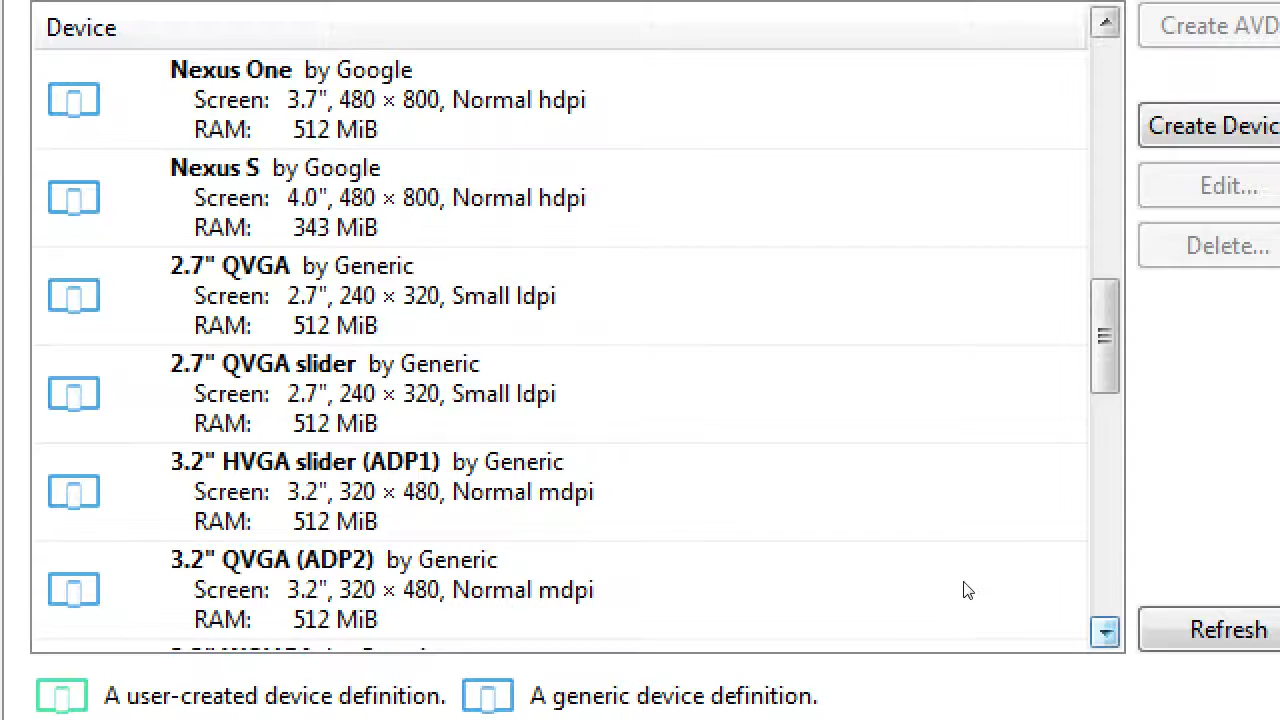 Device
Create AVD
Nexus One by Google
Screen: 3.7", 480 × 800, Normal hdpi
RAM: 512 MiB
Create Devic
Nexus S by Google
Screen: 4.0", 480 × 800, Normal hdpi
RAM: 343 MiB
Edit...
Delete...
2.7" QVGA by Generic
Screen: 2.7", 240 × 320, Small ldpi
RAM: 512 MiB
2.7" QVGA slider by Generic
Screen: 2.7", 240 × 320, Small ldpi
RAM: 512 MiB
3.2" HVGA slider (ADP1) by Generic
Screen: 3.2", 320 × 480, Normal mdpi
RAM: 512 MiB
3.2" QVGA (ADP2) by Generic
Screen: 3.2", 320 × 480, Normal mdpi
RAM: 512 MiB
Refresh
A user-created device definition. A generic device definition.